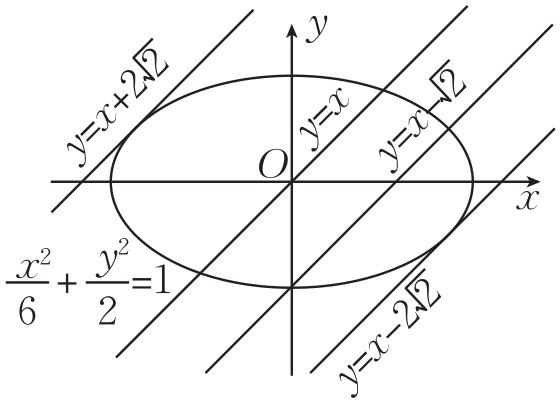 y
y=x+2√2
y=x
y=x-√2
O
x
x²/6 + y²/2 = 1
y=x-2√2